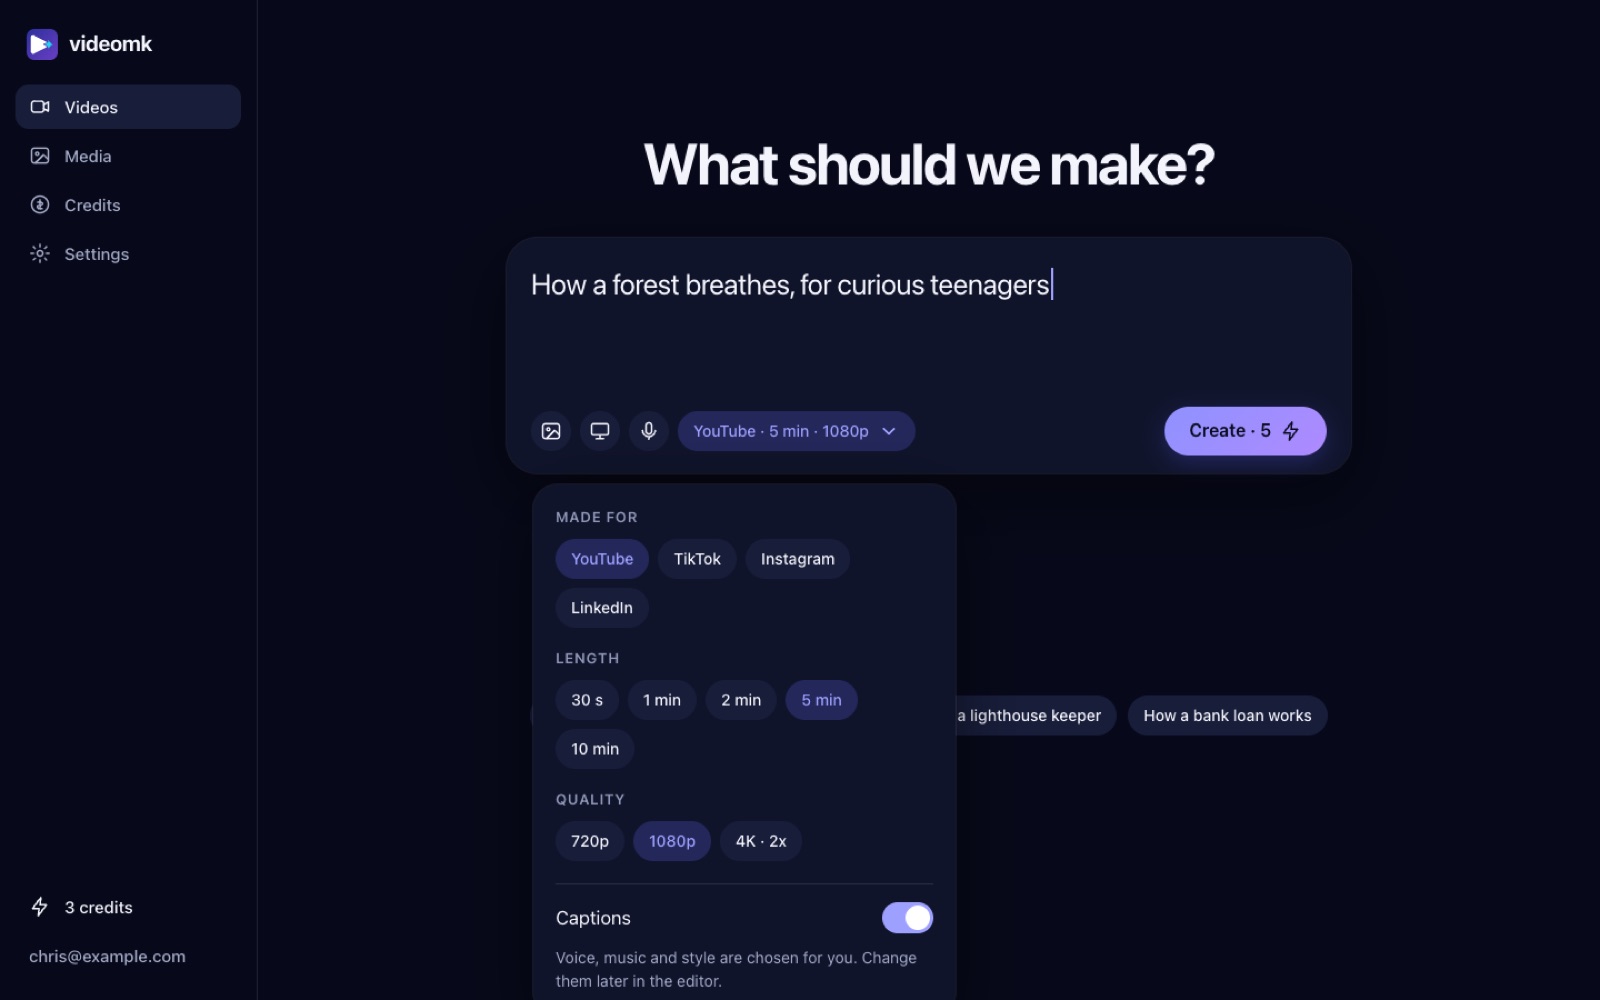 videomk
Videos
Media
Credits
Settings
3 credits
chris@example.com
What should we make?
How a forest breathes, for curious teenagers
YouTube · 5 min · 1080p
Create · 5
MADE FOR
YouTube TikTok Instagram
LinkedIn
LENGTH
30 s 1 min 2 min 5 min
10 min
a lighthouse keeper How a bank loan works
QUALITY
720p 1080p 4K · 2x
Captions
Voice, music and style are chosen for you. Change
them later in the editor.